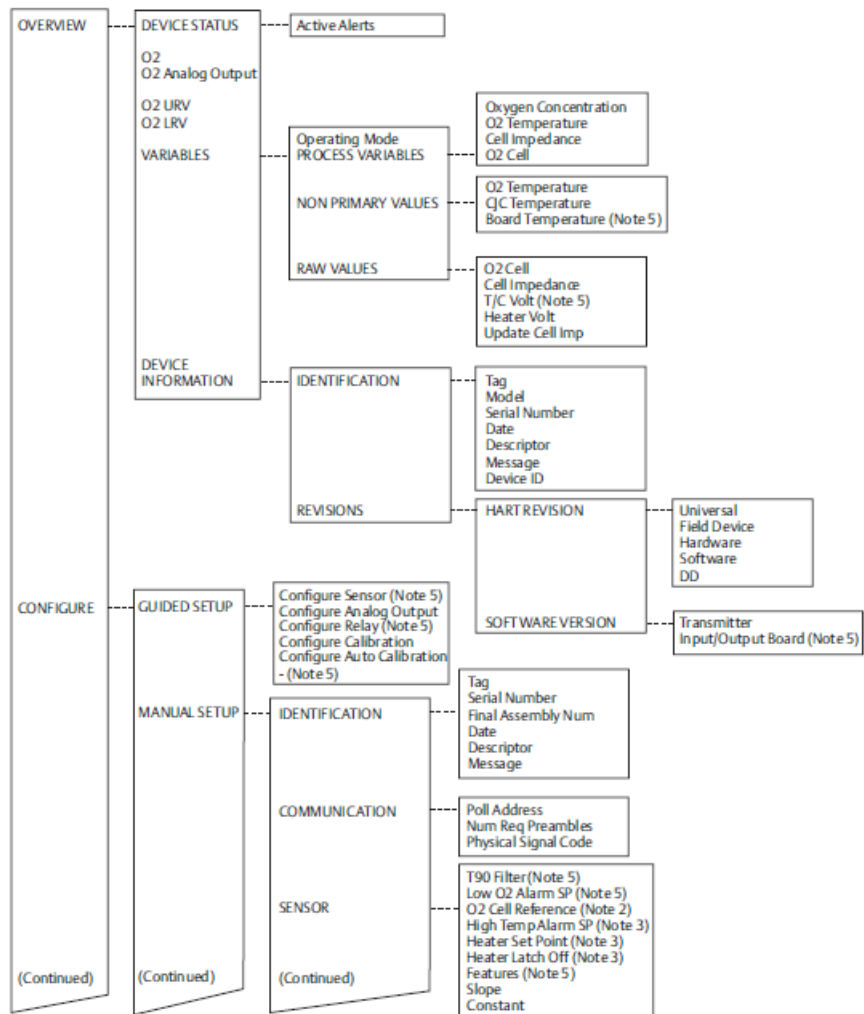 OVERVIEW
DEVICE STATUS
Active Alerts
O2
O2 Analog Output
O2 URV
O2 LRV
VARIABLES
Operating Mode
PROCESS VARIABLES
Oxygen Concentration
O2 Temperature
Cell Impedance
O2 Cell
NON PRIMARY VALUES
O2 Temperature
CJC Temperature
Board Temperature (Note 5)
RAW VALUES
O2 Cell
Cell Impedance
T/C Volt (Note 5)
Heater Volt
Update Cell Imp
DEVICE
INFORMATION
IDENTIFICATION
Tag
Model
Serial Number
Date
Descriptor
Message
Device ID
REVISIONS
HART REVISION
Universal
Field Device
Hardware
Software
DD
SOFTWARE VERSION
Transmitter
Input/Output Board (Note 5)
CONFIGURE
GUIDED SETUP
Configure Sensor (Note 5)
Configure Analog Output
Configure Relay (Note 5)
Configure Calibration
Configure Auto Calibration
- (Note 5)
MANUAL SETUP
IDENTIFICATION
Tag
Serial Number
Final Assembly Num
Date
Descriptor
Message
COMMUNICATION
Poll Address
Num Req Preambles
Physical Signal Code
SENSOR
T90 Filter (Note 5)
Low O2 Alarm SP (Note 5)
O2 Cell Reference (Note 2)
High Temp Alarm SP (Note 3)
Heater Set Point (Note 3)
Heater Latch Off (Note 3)
Features (Note 5)
Slope
Constant
(Continued)
(Continued)
(Continued)